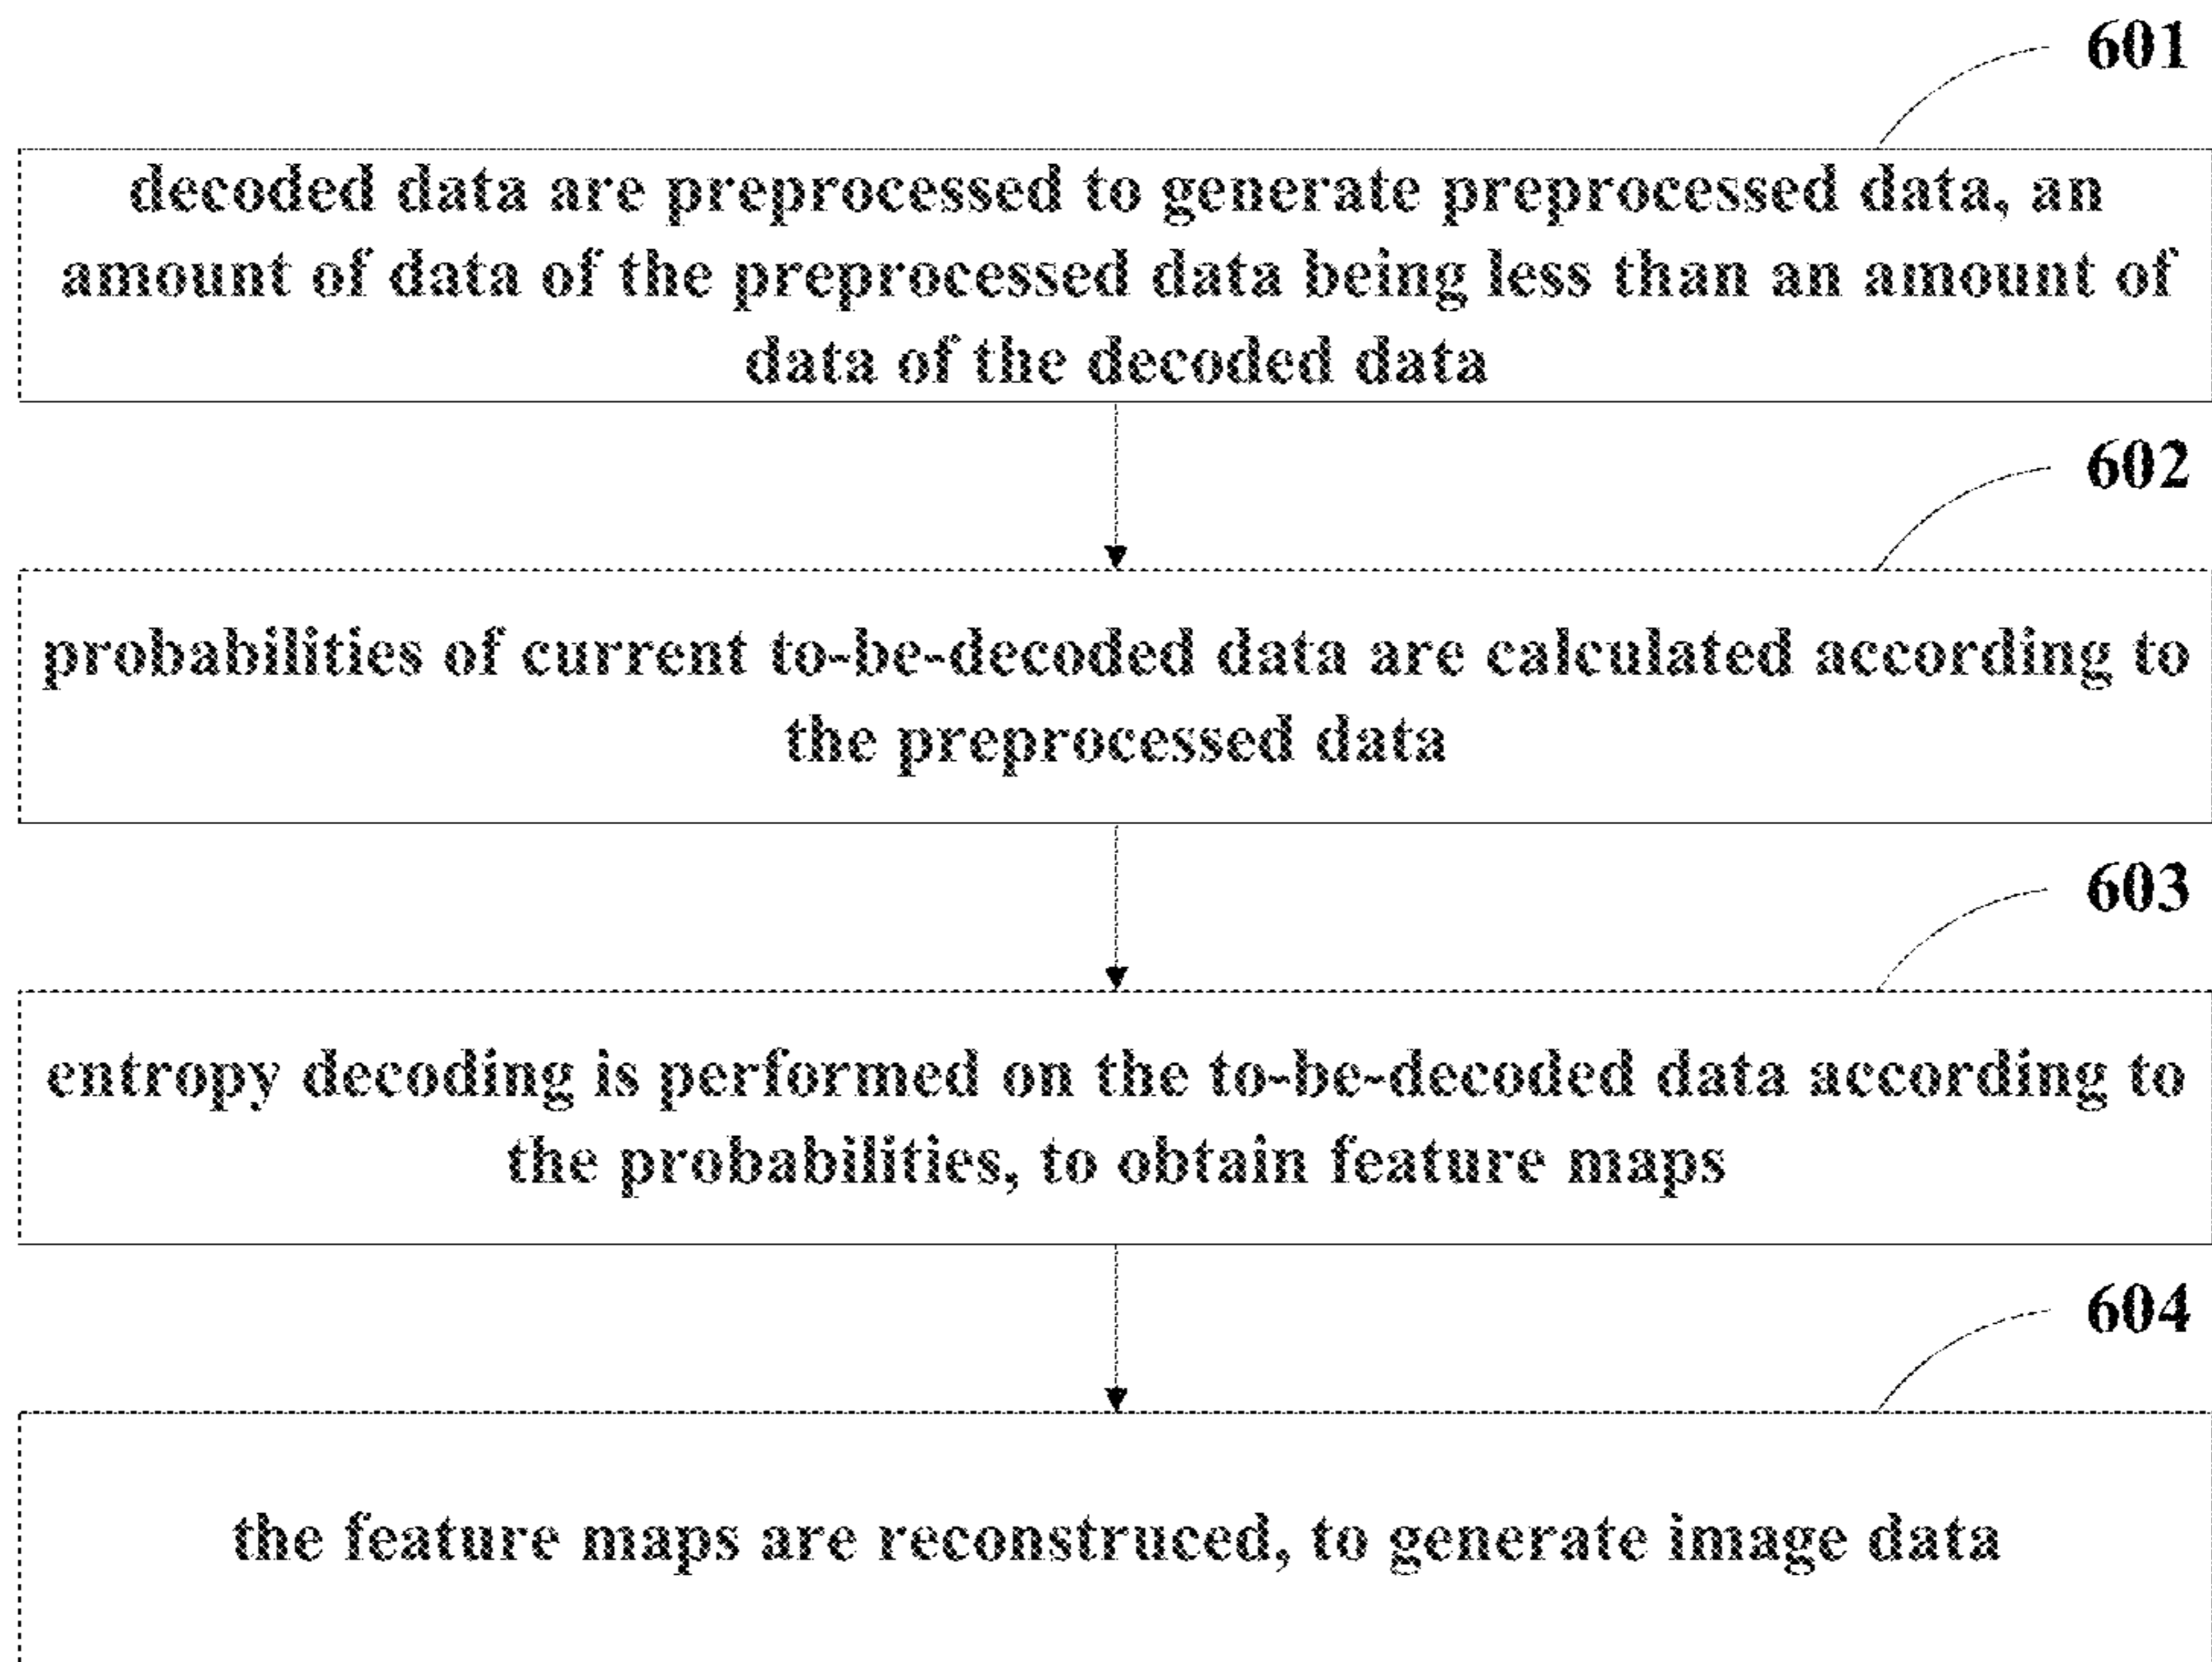 601
decoded data are preprocessed to generate preprocessed data, an
amount of data of the preprocessed data being less than an amount of
data of the decoded data
602
probabilities of current to-be-decoded data are calculated according to
the preprocessed data
603
entropy decoding is performed on the to-be-decoded data according to
the probabilities, to obtain feature maps
604
the feature maps are reconstruced, to generate image data